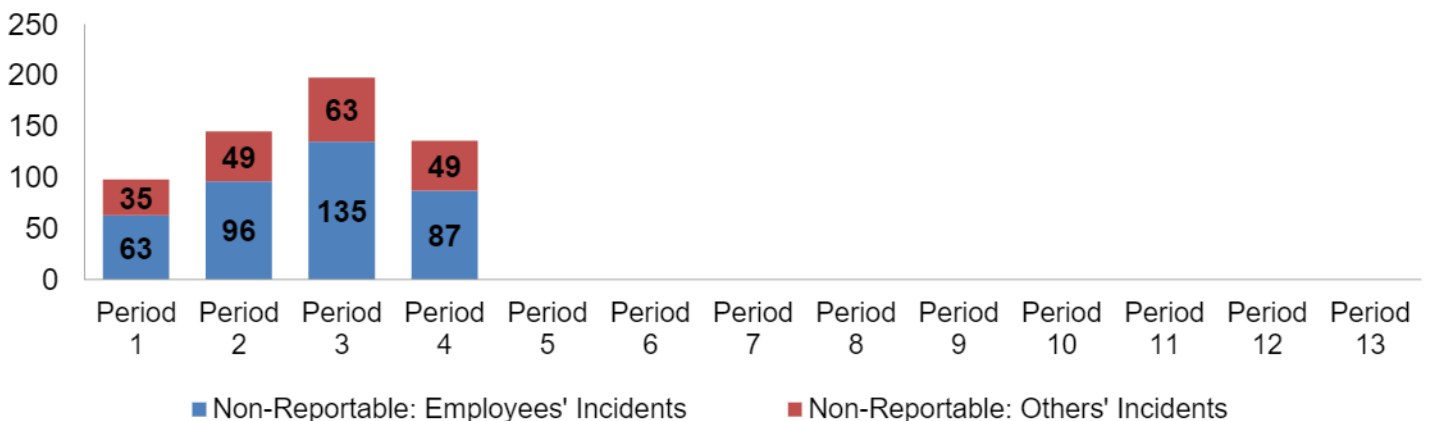 250
200
150
100
50
0
35
63
49
96
63
135
49
87
Period 1
Period 2
Period 3
Period 4
Period 5
Period 6
Period 7
Period 8
Period 9
Period 10
Period 11
Period 12
Period 13
Non-Reportable: Employees' Incidents
Non-Reportable: Others' Incidents